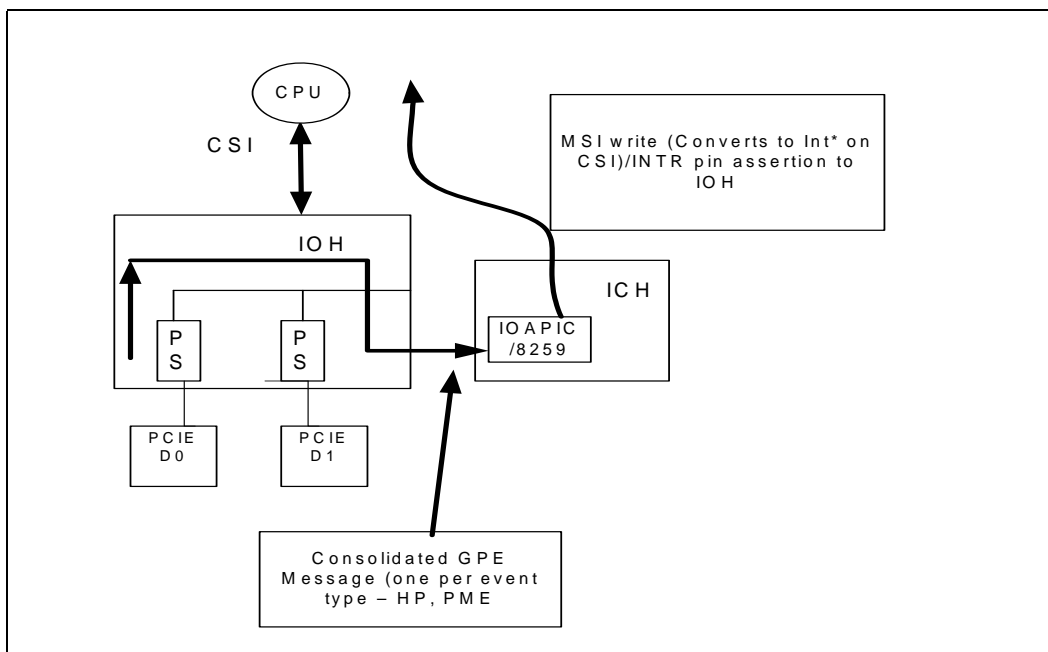 CPU
CSI
MSI write (Converts to Int* on
CSI)/INTR pin assertion to
IOH
IOH
ICH
IOAPIC
/8259
P
S
P
S
PCIE
D0
PCIE
D1
Consolidated GPE
Message (one per event
type – HP, PME